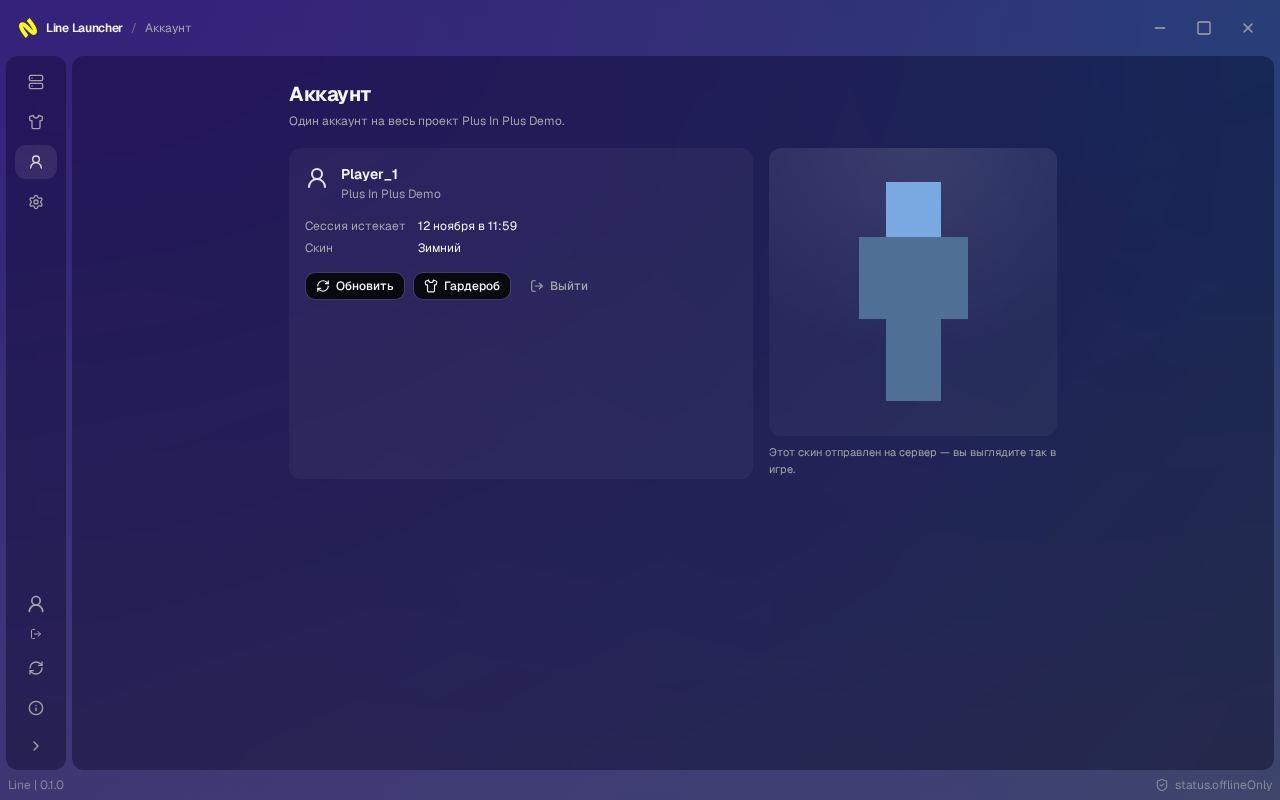 Line Launcher / Аккаунт
Аккаунт
Один аккаунт на весь проект Plus In Plus Demo.
Player_1
Plus In Plus Demo
Сессия истекает 12 ноября в 11:59
Скин Зимний
Обновить Гардероб Выйти
Этот скин отправлен на сервер — вы выглядите так в
игре.
Line | 0.1.0
status.offlineOnly